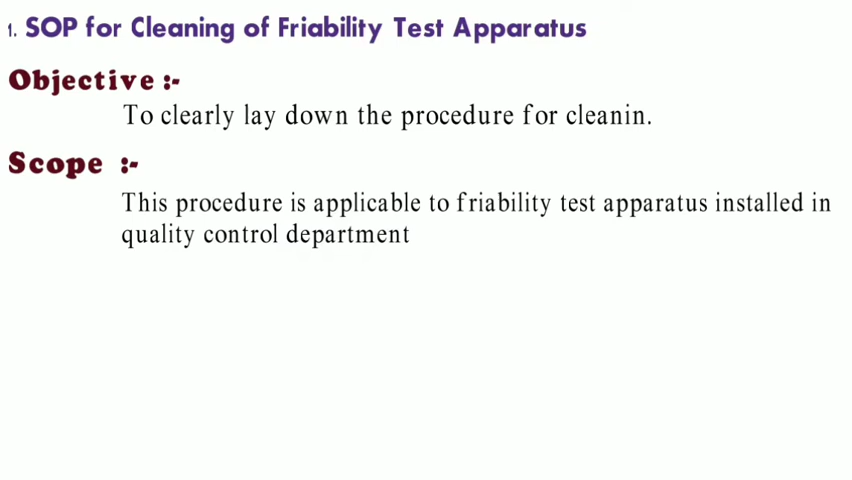 1. SOP for Cleaning of Friability Test Apparatus
Objective :-
To clearly lay down the procedure for cleanin.
Scope :-
This procedure is applicable to friability test apparatus installed in
quality control department